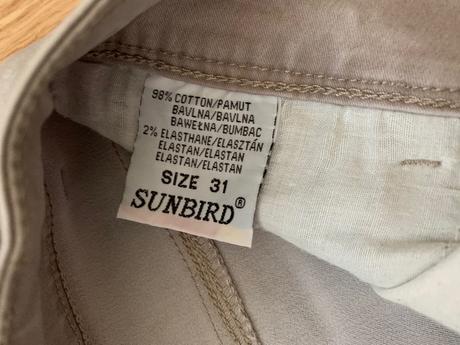 98% COTTON/PAMUT
BAVLNA/BAVLNA
BAWEŁNA/BUMBAC
2% ELASTHANE/ELASZTÁN
ELASTAN/ELASTAN
ELASTAN/ELASTAN
SIZE 31
SUNBIRD®